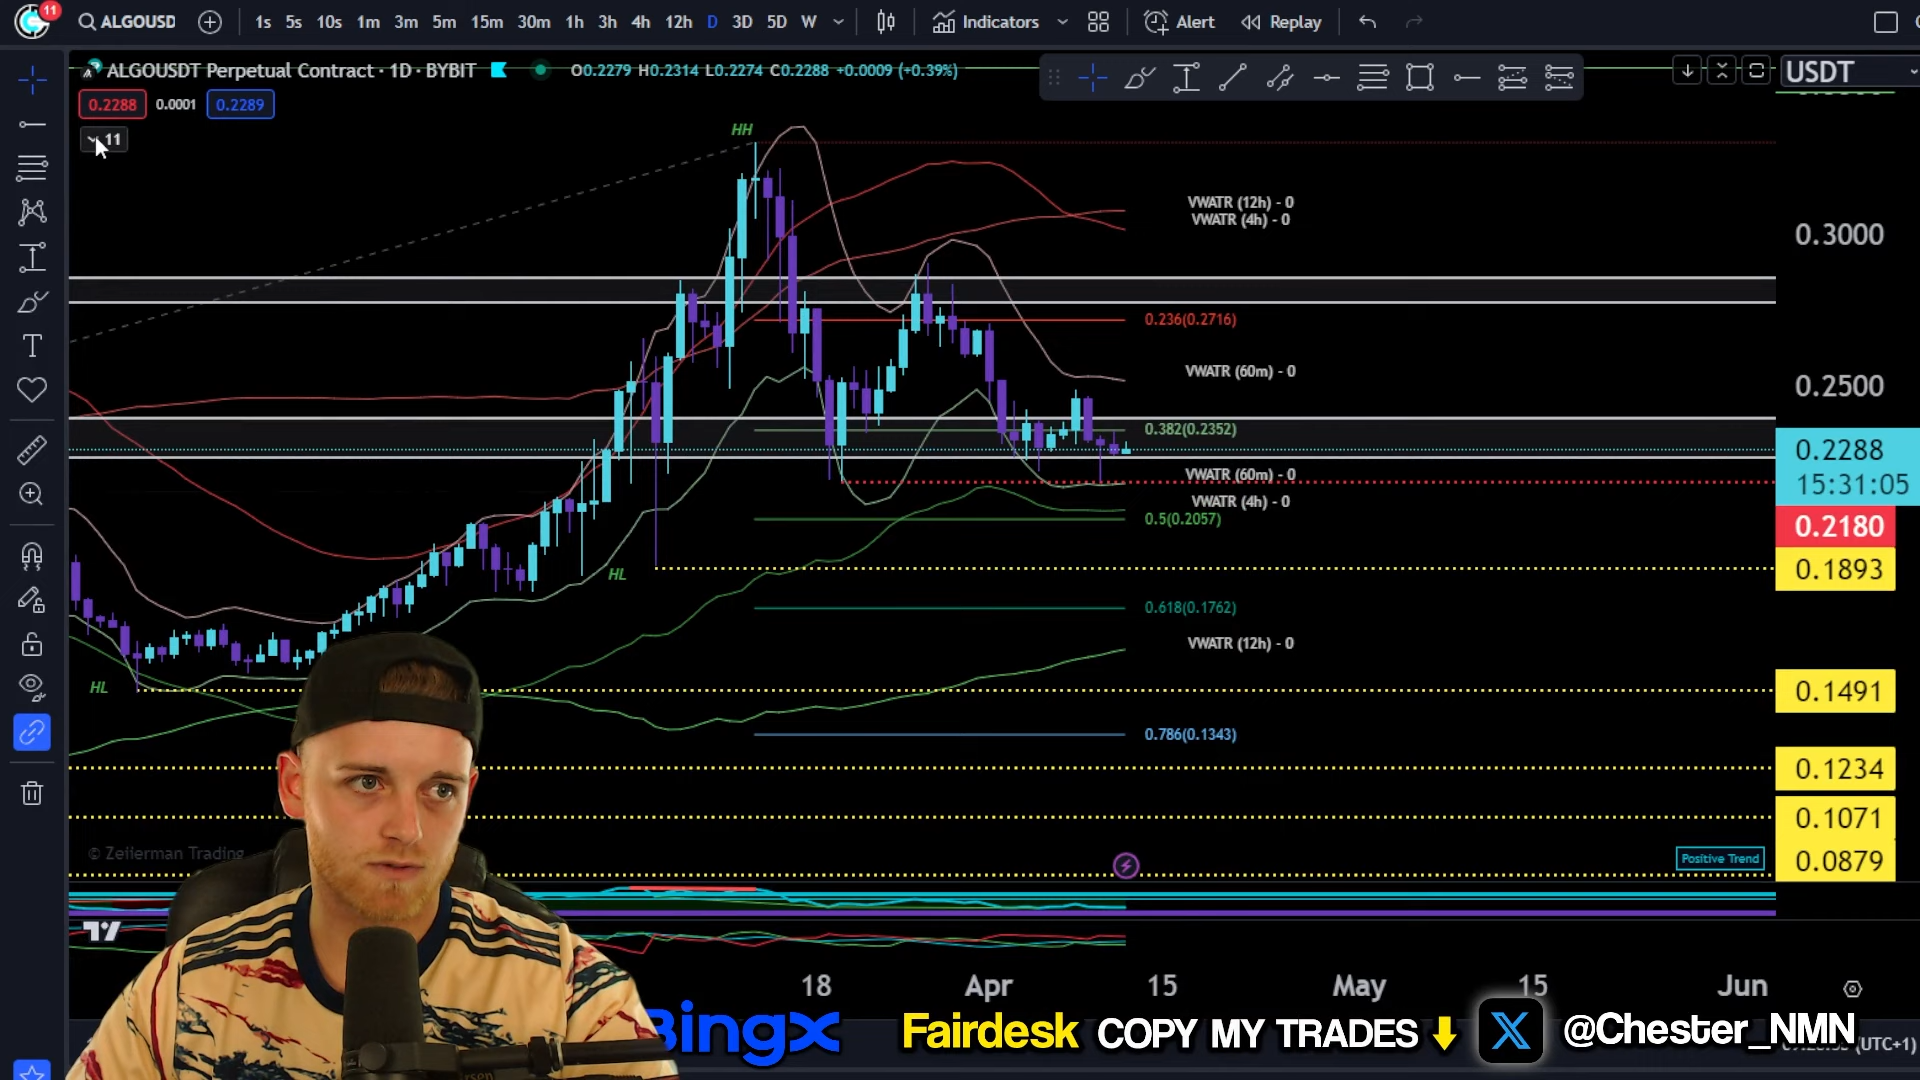 11
ALGOUSD
1s 5s 10s 1m 3m 5m 15m 30m 1h 3h 4h 12h D 3D 5D W
Indicators
Alert
Replay
ALGOUSDT Perpetual Contract · 1D · BYBIT
O0.2279 H0.2314 L0.2274 C0.2288 +0.0009 (+0.39%)
USDT
0.2288 0.0001 0.2289
11
HH
VWATR (12h) - 0
VWATR (4h) - 0
0.3000
0.236(0.2716)
VWATR (60m) - 0
0.2500
0.382(0.2352)
0.2288
VWATR (60m) - 0
15:31:05
VWATR (4h) - 0
0.5(0.2057)
0.2180
HL
0.1893
0.618(0.1762)
VWATR (12h) - 0
HL
0.1491
0.786(0.1343)
0.1234
0.1071
© Zeiierman Trading
Positive Trend
0.0879
18 Apr 15 May 15 Jun
BingX
Fairdesk COPY MY TRADES
X @Chester_NMN
(UTC+1)